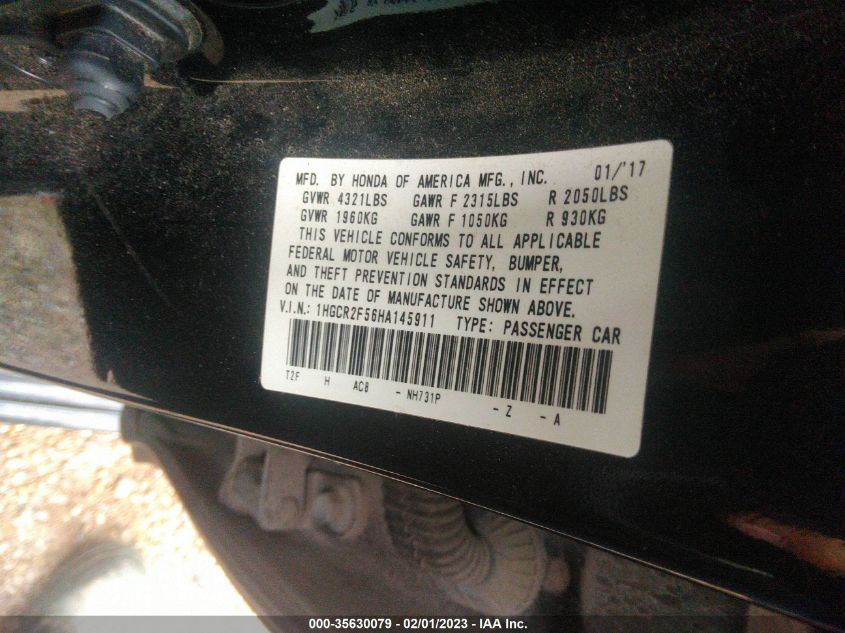 MFD. BY HONDA OF AMERICA MFG., INC. 01/'17
GVWR 4321LBS GAWR F 2315LBS R 2050LBS
GVWR 1960KG GAWR F 1050KG R 930KG
THIS VEHICLE CONFORMS TO ALL APPLICABLE
FEDERAL MOTOR VEHICLE SAFETY, BUMPER,
AND THEFT PREVENTION STANDARDS IN EFFECT
ON THE DATE OF MANUFACTURE SHOWN ABOVE.
V.I.N.: 1HGCR2F56HA145911 TYPE: PASSENGER CAR
T2F H AC8 - NH731P - Z - A
000-35630079 — 02/01/2023 — IAA Inc.